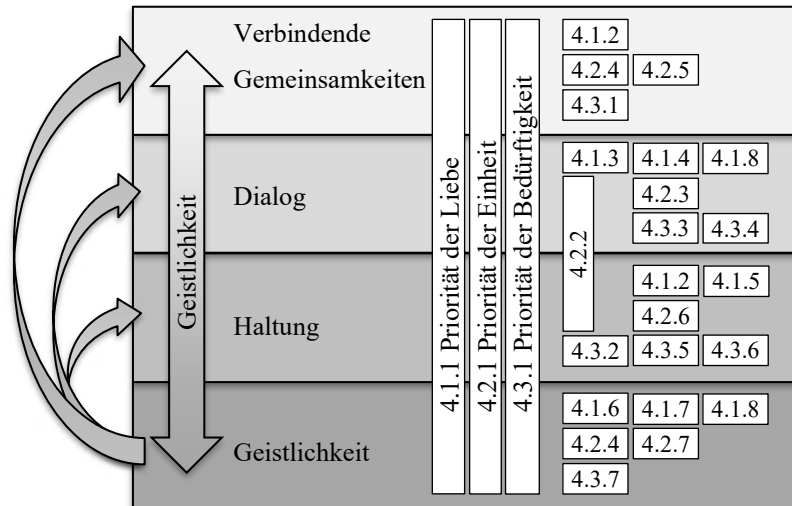 Verbindende
Gemeinsamkeiten
4.1.2
4.2.4 4.2.5
4.3.1
Dialog
4.1.3 4.1.4 4.1.8
4.2.3
4.3.3 4.3.4
4.2.2
Haltung
4.1.2 4.1.5
4.2.6
4.3.2 4.3.5 4.3.6
Geistlichkeit
4.1.6 4.1.7 4.1.8
4.2.4 4.2.7
4.3.7
Geistlichkeit
4.1.1 Priorität der Liebe
4.2.1 Priorität der Einheit
4.3.1 Priorität der Bedürftigkeit